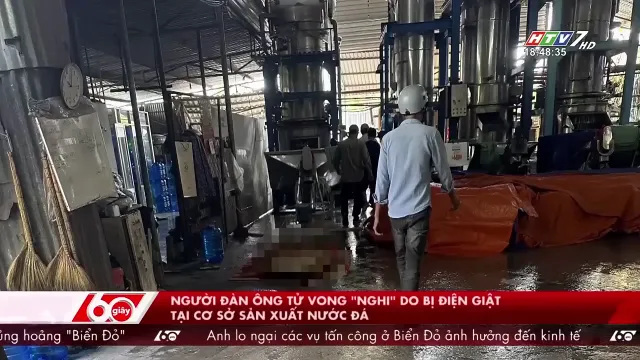 HTV7 HD
18:48:35
60 giây
NGƯỜI ĐÀN ÔNG TỬ VONG "NGHI" DO BỊ ĐIỆN GIẬT
TẠI CƠ SỞ SẢN XUẤT NƯỚC ĐÁ
ủng hoảng "Biển Đỏ" Anh lo ngại các vụ tấn công ở Biển Đỏ ảnh hưởng đến kinh tế